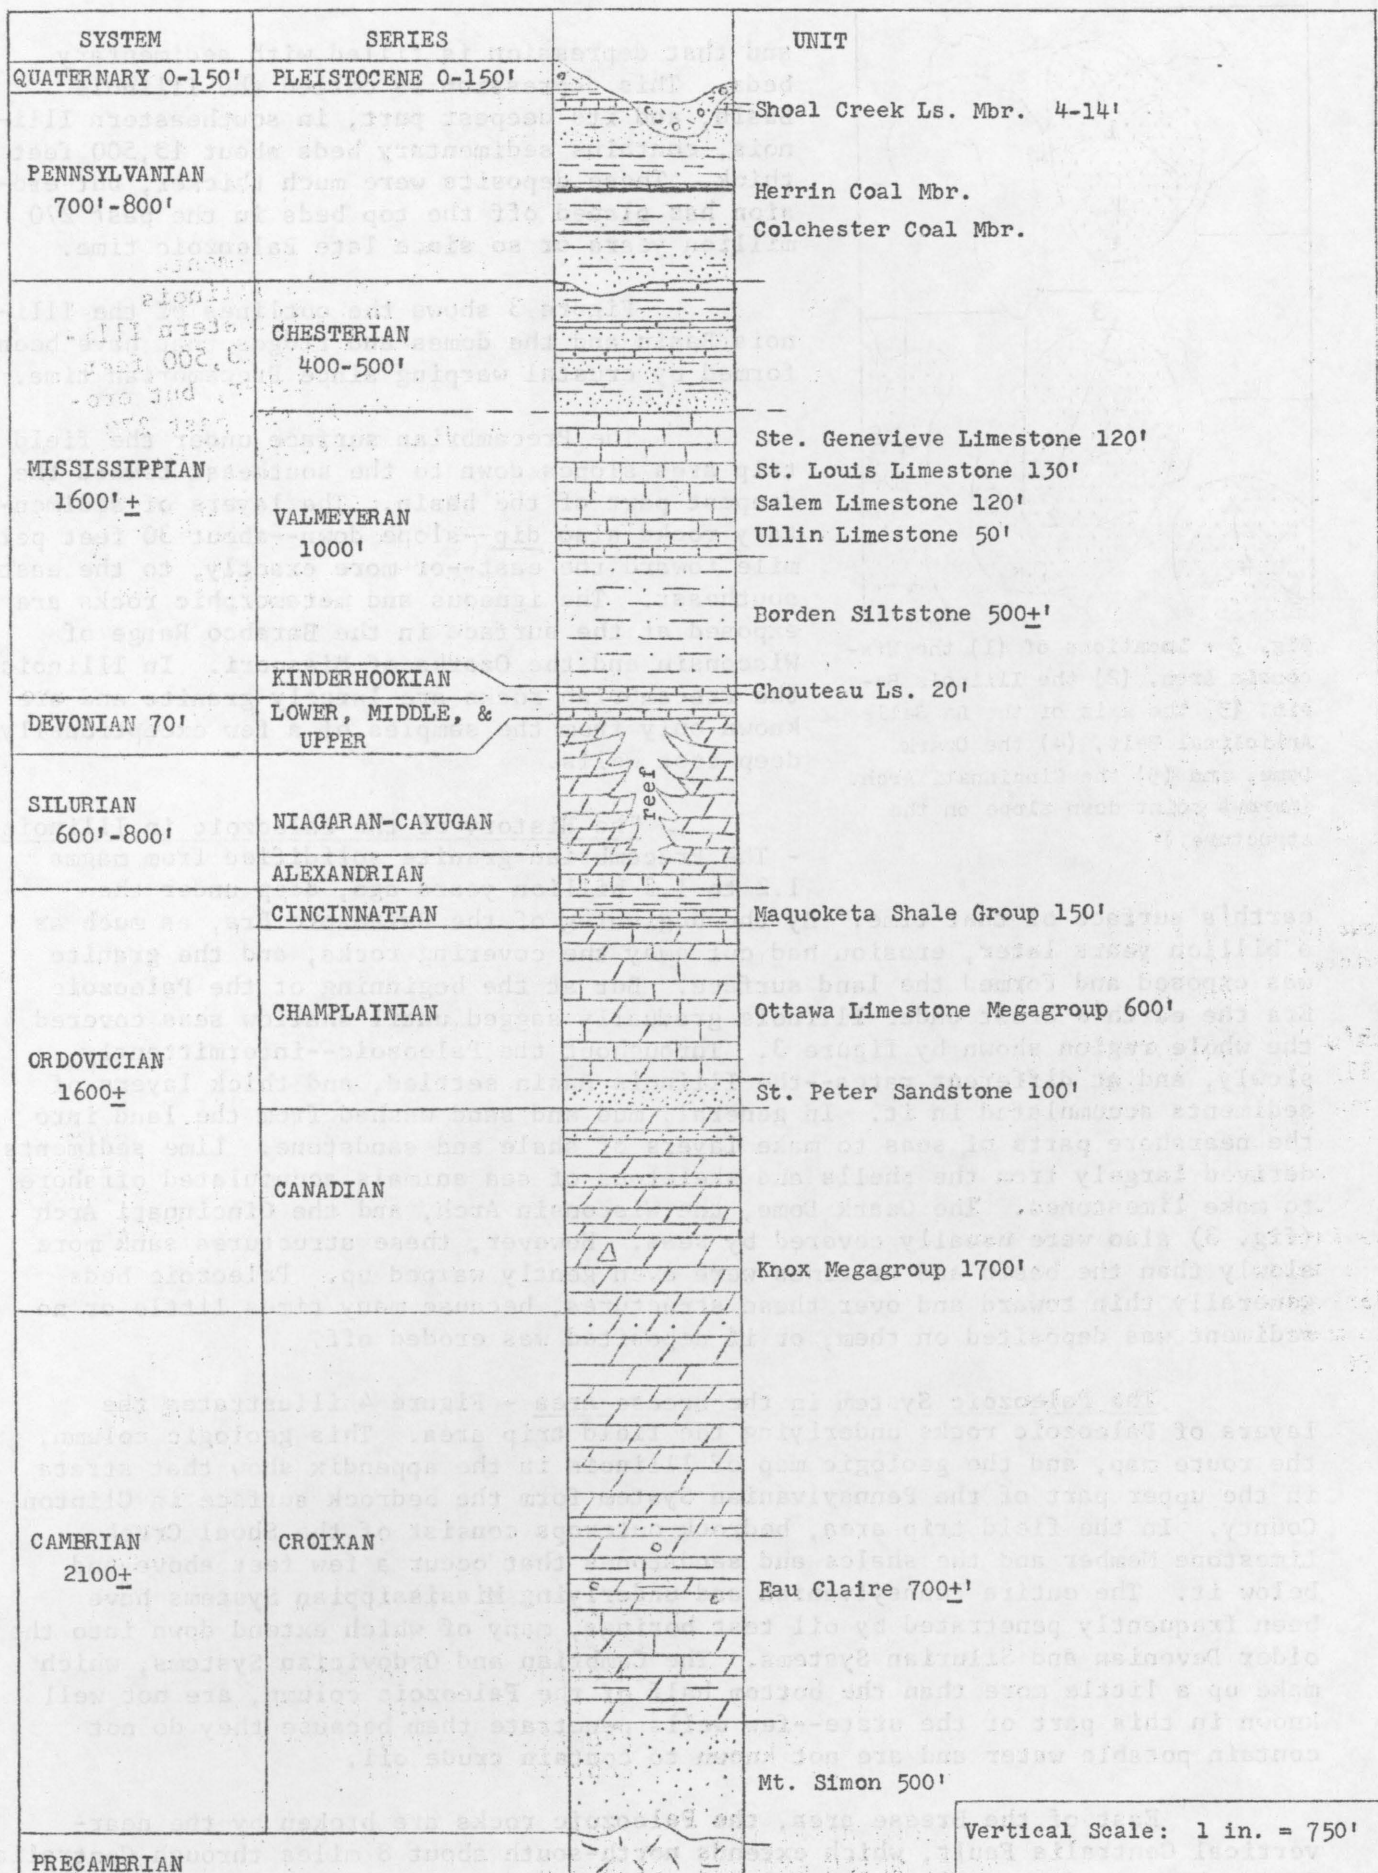 SYSTEM SERIES UNIT
QUATERNARY 0-150' PLEISTOCENE 0-150'
Shoal Creek Ls. Mbr. 4-14'
PENNSYLVANIAN
700'-800'
Herrin Coal Mbr.
Colchester Coal Mbr.
CHESTERIAN
400-500'
MISSISSIPPIAN
1600'±
Ste. Genevieve Limestone 120'
St. Louis Limestone 130'
Salem Limestone 120'
Ullin Limestone 50'
VALMEYERAN
1000'
Borden Siltstone 500±'
KINDERHOOKIAN
Chouteau Ls. 20'
DEVONIAN 70'
LOWER, MIDDLE, &
UPPER
reef
SILURIAN
600'-800'
NIAGARAN-CAYUGAN
ALEXANDRIAN
CINCINNATIAN
Maquoketa Shale Group 150'
CHAMPLAINIAN
Ottawa Limestone Megagroup 600'
ORDOVICIAN
1600±
St. Peter Sandstone 100'
CANADIAN
Knox Megagroup 1700'
CAMBRIAN
2100±
CROIXAN
Eau Claire 700±'
Mt. Simon 500'
Vertical Scale: 1 in. = 750'
PRECAMBRIAN